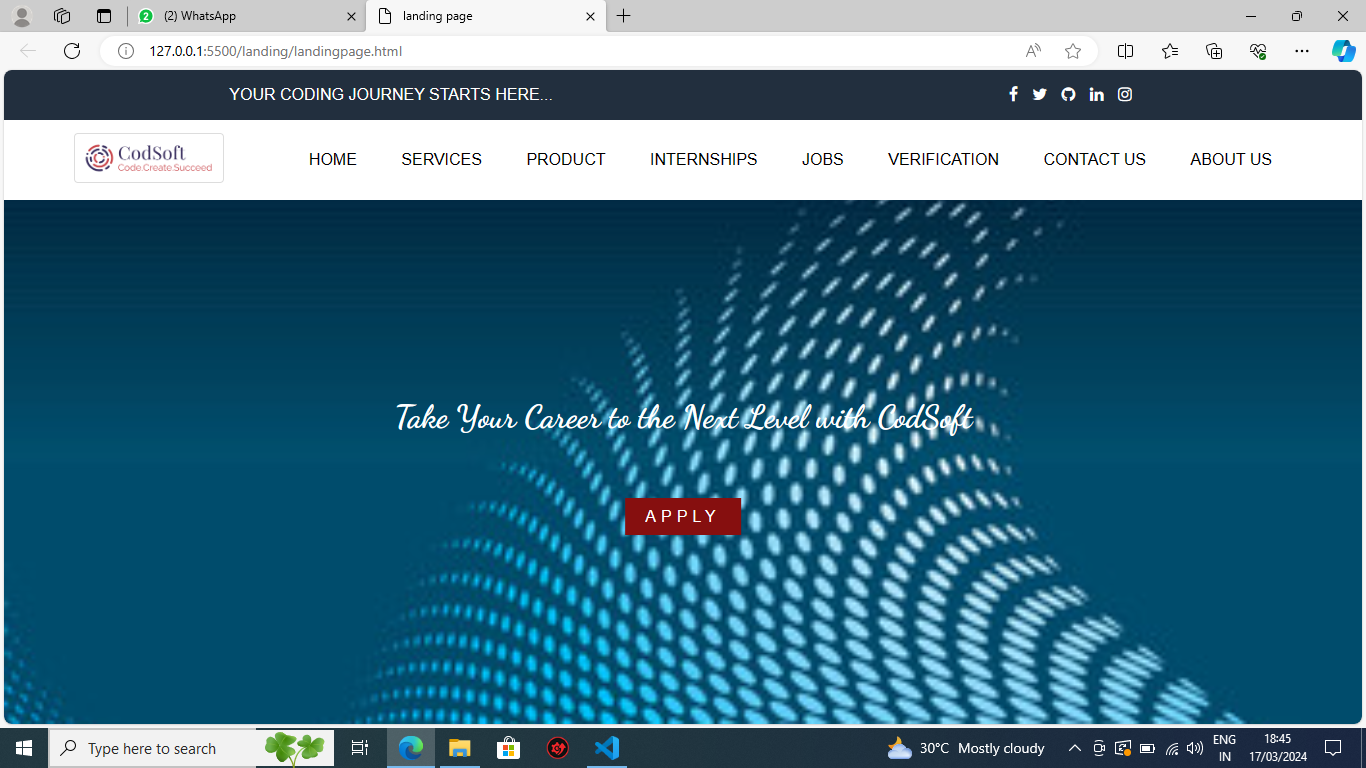 (2) WhatsApp
landing page
127.0.0.1:5500/landing/landingpage.html
YOUR CODING JOURNEY STARTS HERE...
CodSoft
Code.Create.Succeed
HOME SERVICES PRODUCT INTERNSHIPS JOBS VERIFICATION CONTACT US ABOUT US
Take Your Career to the Next Level with CodSoft
APPLY
Type here to search
30°C Mostly cloudy
ENG
IN
18:45
17/03/2024